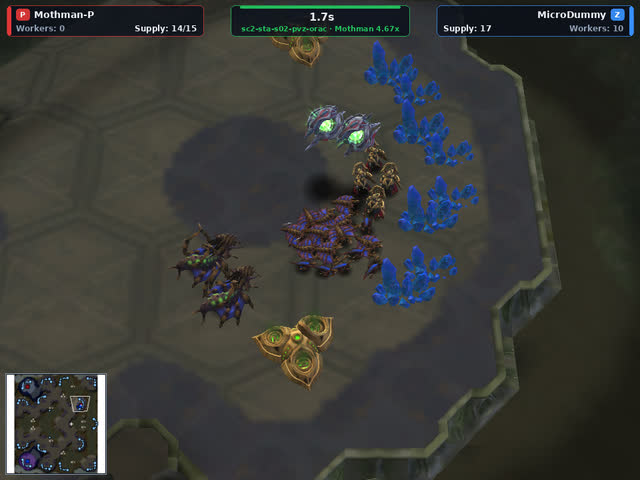 P Mothman-P
Workers: 0 Supply: 14/15
1.7s
sc2-sta-s02-pvz-orac · Mothman 4.67x
MicroDummy Z
Supply: 17 Workers: 10